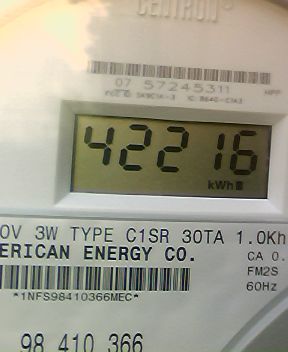 CENTRON®
07 57245311
42216
kWh
0V 3W TYPE C1SR 30TA 1.0Kh
ERICAN ENERGY CO.
CA 0.
FM2S
*1NFS98410366MEC*
60Hz
98 410 366